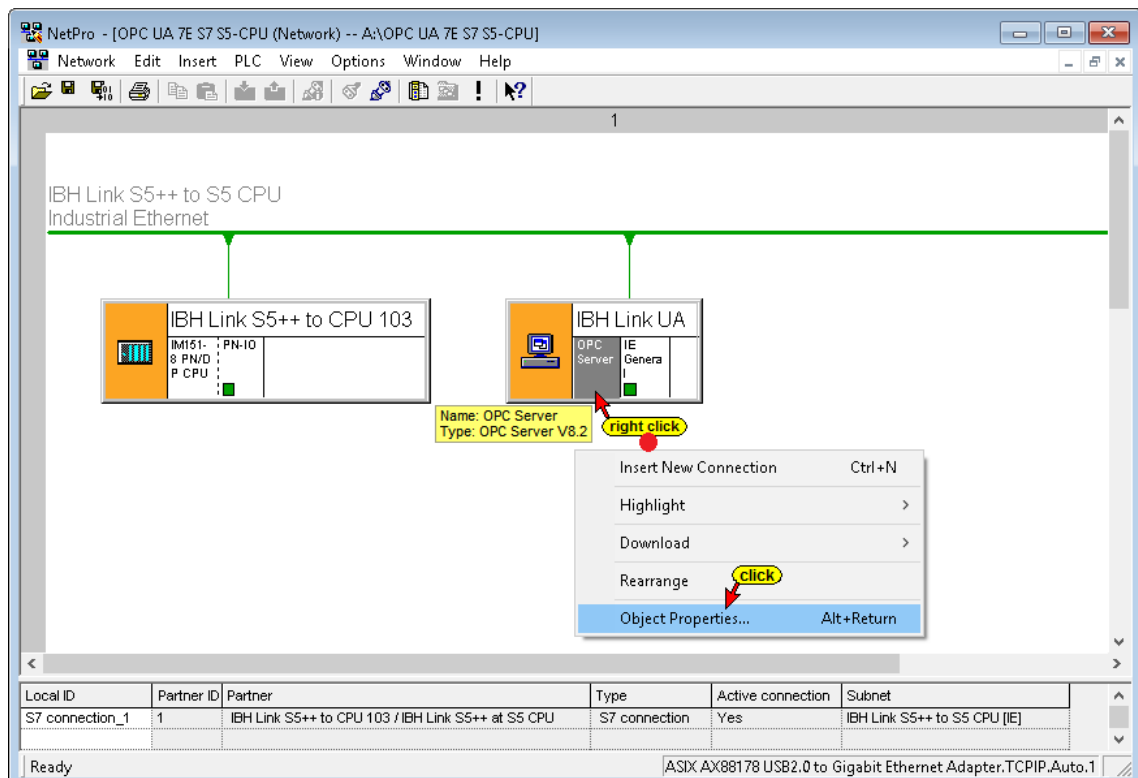 NetPro - [OPC UA 7E S7 S5-CPU (Network) -- A:\OPC UA 7E S7 S5-CPU]
Network Edit Insert PLC View Options Window Help
1
IBH Link S5++ to S5 CPU
Industrial Ethernet
IBH Link S5++ to CPU 103
IM151-
8 PN/D
P CPU
PN-IO
IBH Link UA
OPC
Server
IE
Genera
l
Name: OPC Server
Type: OPC Server V8.2
right click
Insert New Connection Ctrl+N
Highlight
Download
Rearrange
click
Object Properties... Alt+Return
Local ID Partner ID Partner Type Active connection Subnet
S7 connection_1 1 IBH Link S5++ to CPU 103 / IBH Link S5++ at S5 CPU S7 connection Yes IBH Link S5++ to S5 CPU [IE]
Ready ASIX AX88178 USB2.0 to Gigabit Ethernet Adapter.TCPIP.Auto.1